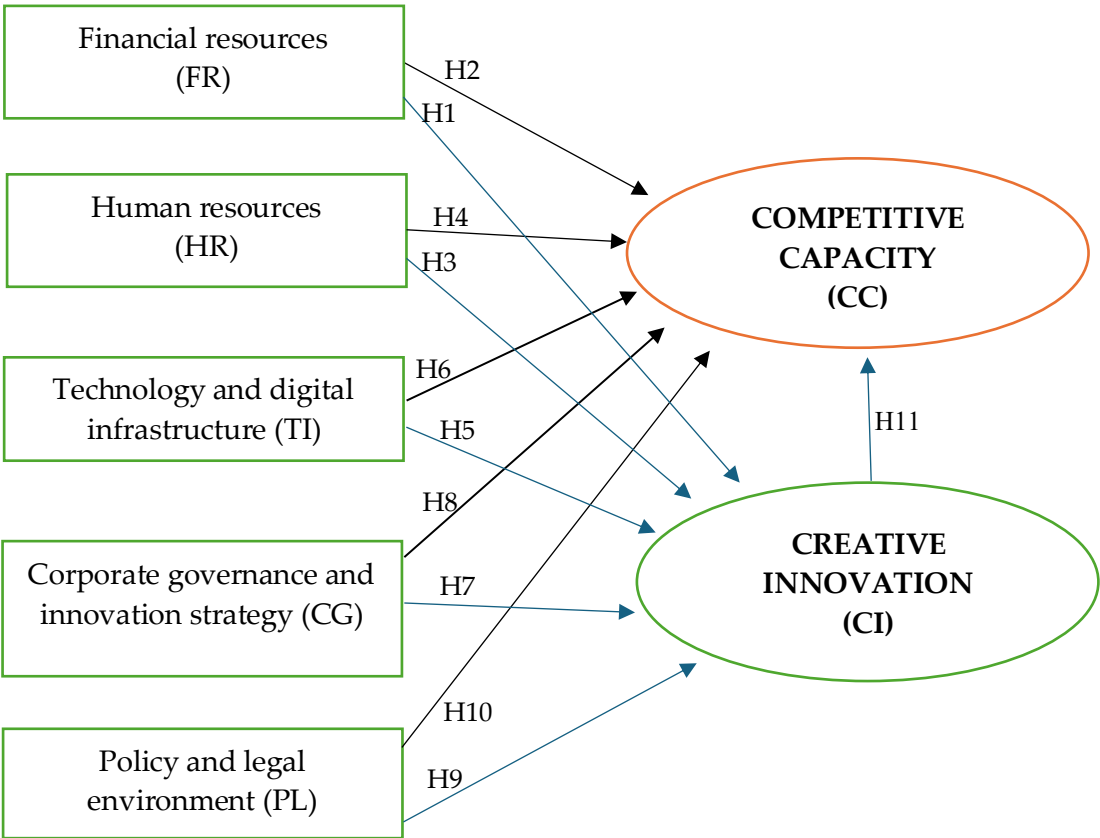 Financial resources
(FR)
H2
H1
Human resources
(HR)
H4
H3
COMPETITIVE
CAPACITY
(CC)
Technology and digital
infrastructure (TI)
H6
H5
H11
Corporate governance and
innovation strategy (CG)
H8
H7
CREATIVE
INNOVATION
(CI)
Policy and legal
environment (PL)
H10
H9